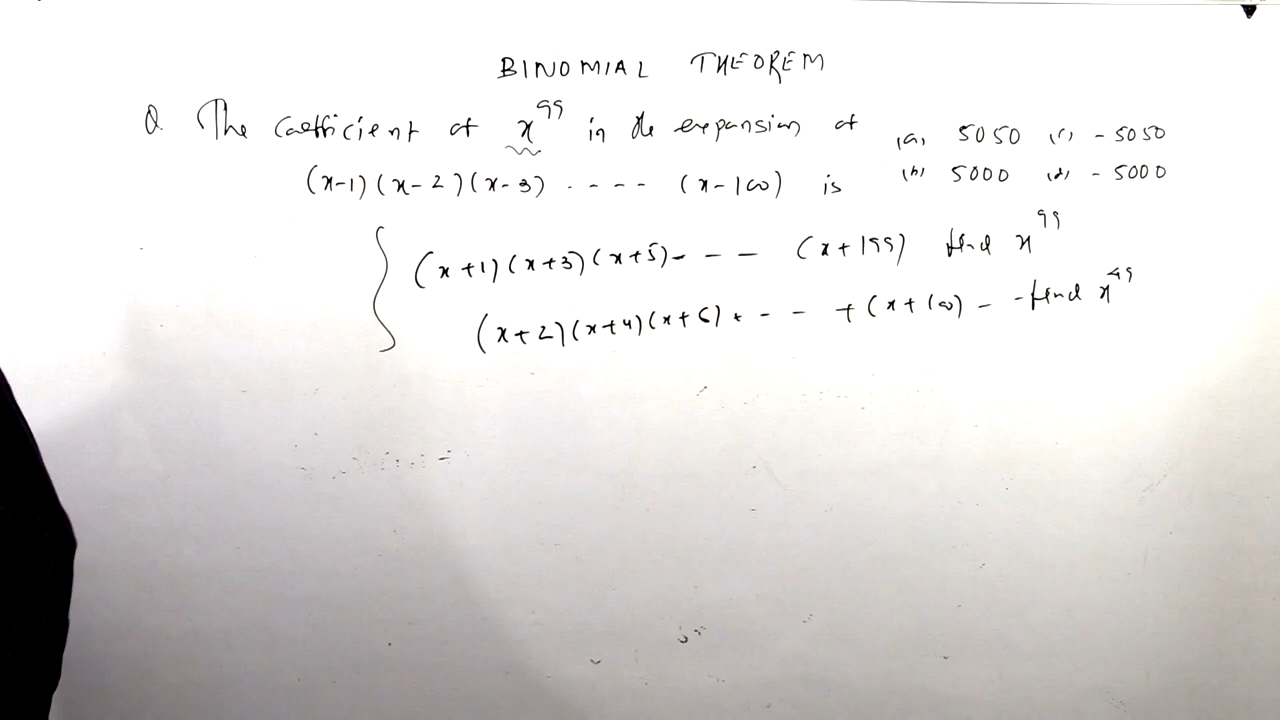 BINOMIAL THEOREM
Q. The Coefficient of x^99 in the expansion of
(x-1)(x-2)(x-3) ..... (x-100) is
(a) 5050 (c) -5050
(b) 5000 (d) -5000
(x+1)(x+3)(x+5)- - - (x+199) find x^99
(x+2)(x+4)(x+6) + - - +(x+100) - -find x^49